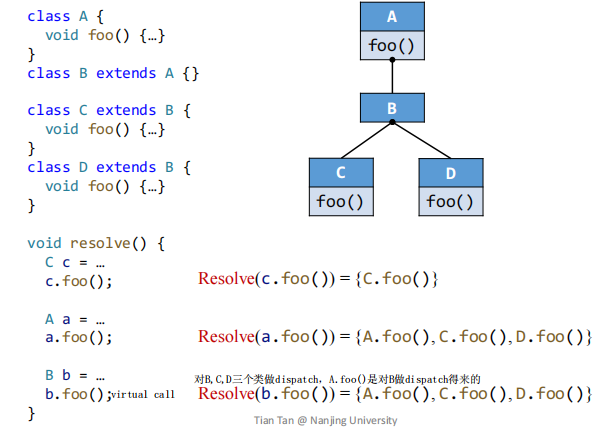 class A {
void foo() {…}
}
class B extends A {}
class C extends B {
void foo() {…}
}
class D extends B {
void foo() {…}
}
A
foo()
B
C
foo()
D
foo()
void resolve() {
C c = …
c.foo();
Resolve(c.foo()) = {C.foo()}
A a = …
a.foo();
Resolve(a.foo()) = {A.foo(), C.foo(), D.foo()}
B b = …
对B,C,D三个类做dispatch, A.foo()是对B做dispatch得来的
b.foo();virtual call
Resolve(b.foo()) = {A.foo(), C.foo(), D.foo()}
}
Tian Tan @ Nanjing University